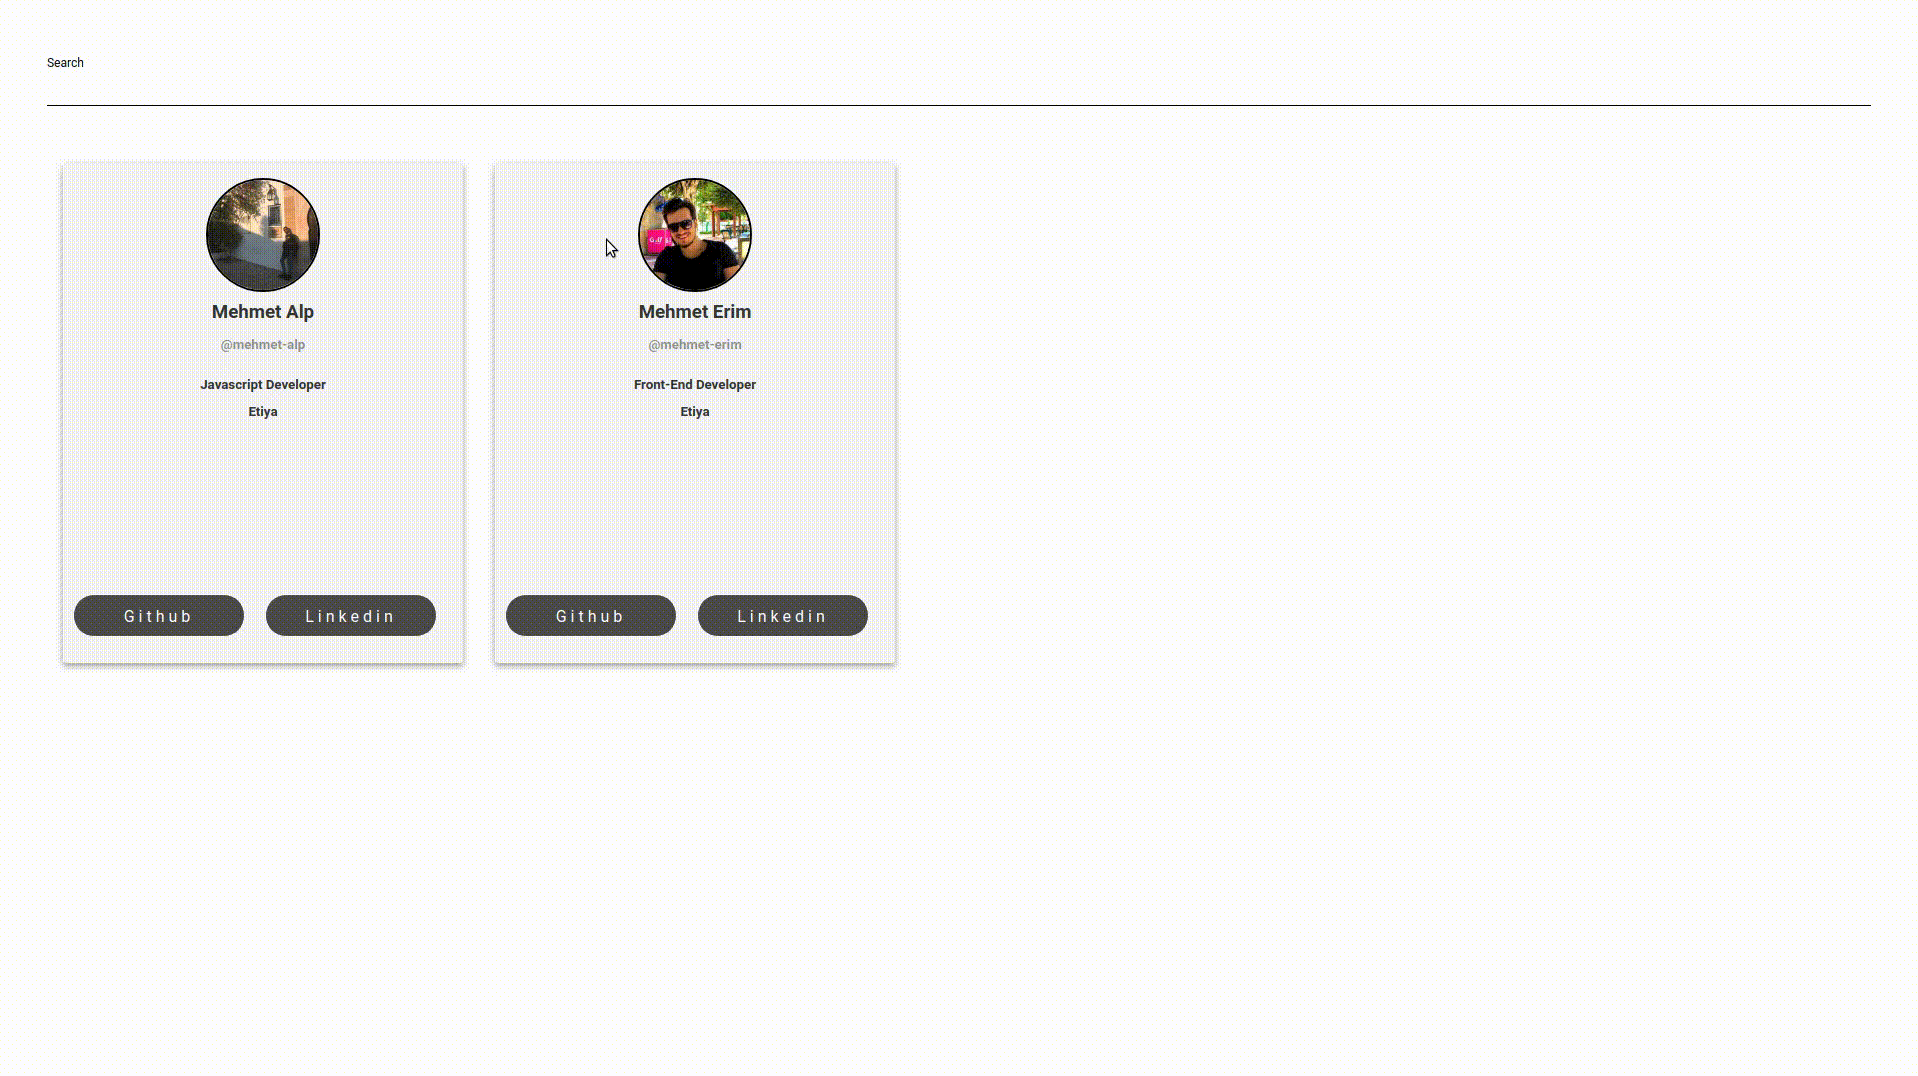 Search
Mehmet Alp
@mehmet-alp
Javascript Developer
Etiya
Github
Linkedin
Mehmet Erim
@mehmet-erim
Front-End Developer
Etiya
Github
Linkedin